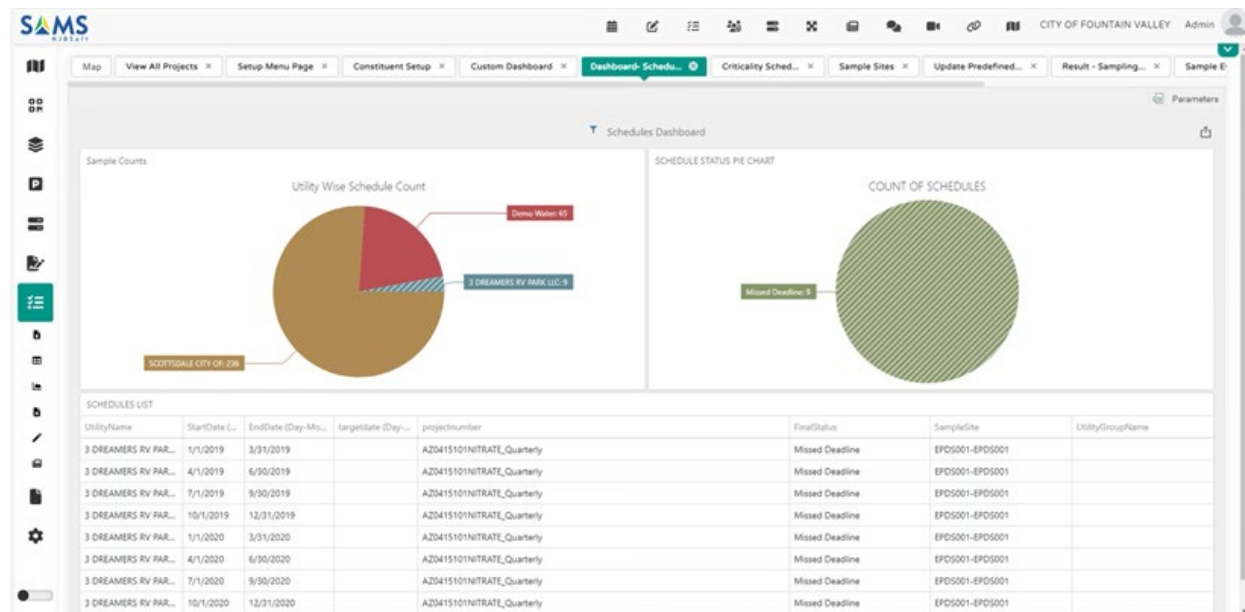 SAMS
NJBSoft
CITY OF FOUNTAIN VALLEY Admin
Map View All Projects × Setup Menu Page × Constituent Setup × Custom Dashboard × Dashboard- Schedu... Criticality Sched... × Sample Sites × Update Predefined... × Result - Sampling... × Sample E
Parameters
Schedules Dashboard
Sample Counts
Utility Wise Schedule Count
Demo Water: 65
3 DREAMERS RV PARK LLC: 9
SCOTTSDALE CITY OF: 236
SCHEDULE STATUS PIE CHART
COUNT OF SCHEDULES
Missed Deadline: 9
SCHEDULES LIST
UtilityName StartDate (... EndDate (Day-Mo... targetdate (Day-... projectnumber FinalStatus SampleSite UtilityGroupName
3 DREAMERS RV PAR... 1/1/2019 3/31/2019 AZ0415101NITRATE_Quarterly Missed Deadline EPDS001-EPDS001
3 DREAMERS RV PAR... 4/1/2019 6/30/2019 AZ0415101NITRATE_Quarterly Missed Deadline EPDS001-EPDS001
3 DREAMERS RV PAR... 7/1/2019 9/30/2019 AZ0415101NITRATE_Quarterly Missed Deadline EPDS001-EPDS001
3 DREAMERS RV PAR... 10/1/2019 12/31/2019 AZ0415101NITRATE_Quarterly Missed Deadline EPDS001-EPDS001
3 DREAMERS RV PAR... 1/1/2020 3/31/2020 AZ0415101NITRATE_Quarterly Missed Deadline EPDS001-EPDS001
3 DREAMERS RV PAR... 4/1/2020 6/30/2020 AZ0415101NITRATE_Quarterly Missed Deadline EPDS001-EPDS001
3 DREAMERS RV PAR... 7/1/2020 9/30/2020 AZ0415101NITRATE_Quarterly Missed Deadline EPDS001-EPDS001
3 DREAMERS RV PAR... 10/1/2020 12/31/2020 AZ0415101NITRATE_Quarterly Missed Deadline EPDS001-EPDS001